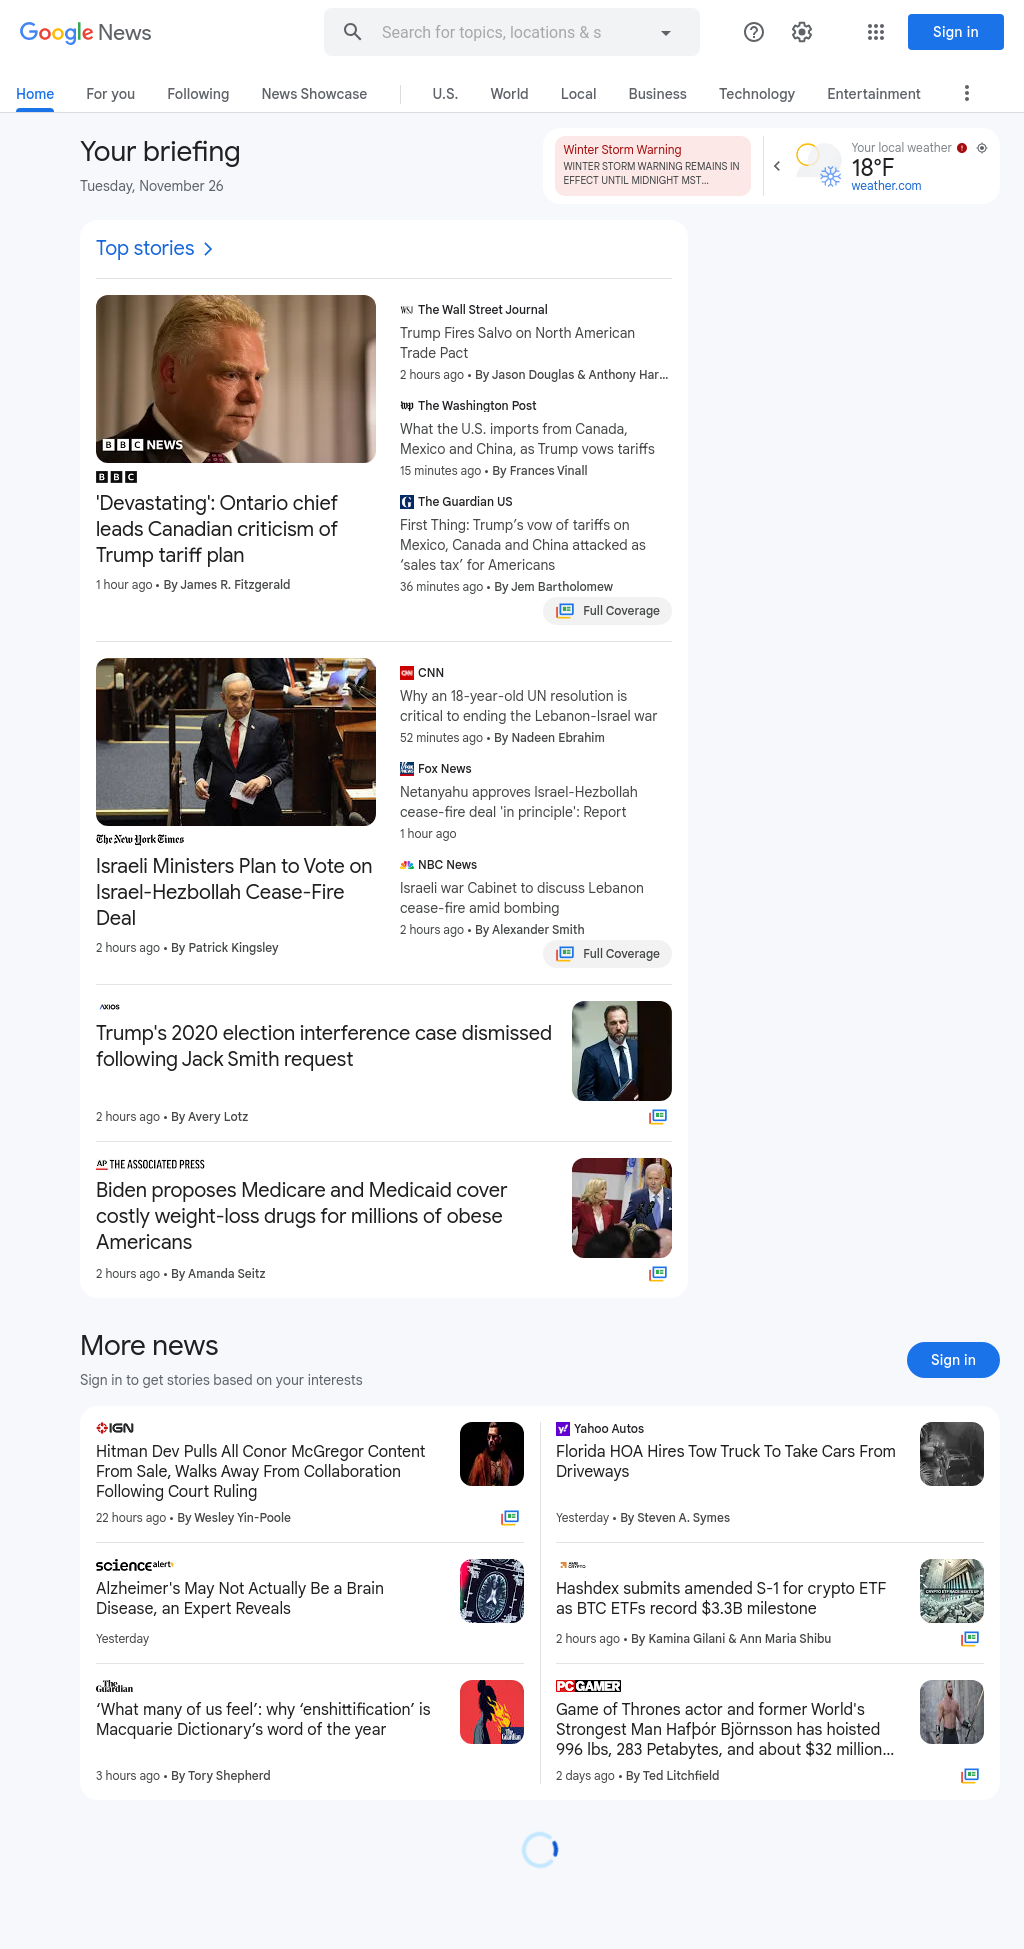 Google News
Search for topics, locations & s
Sign in
Home
For you
Following
News Showcase
U.S.
World
Local
Business
Technology
Entertainment
Your briefing
Tuesday, November 26
Winter Storm Warning
WINTER STORM WARNING REMAINS IN
EFFECT UNTIL MIDNIGHT MST...
Your local weather
18°F
weather.com
Top stories
BBC NEWS
BBC
'Devastating': Ontario chief
leads Canadian criticism of
Trump tariff plan
1 hour ago • By James R. Fitzgerald
WSJ The Wall Street Journal
Trump Fires Salvo on North American
Trade Pact
2 hours ago • By Jason Douglas & Anthony Har...
wp The Washington Post
What the U.S. imports from Canada,
Mexico and China, as Trump vows tariffs
15 minutes ago • By Frances Vinall
G The Guardian US
First Thing: Trump’s vow of tariffs on
Mexico, Canada and China attacked as
‘sales tax’ for Americans
36 minutes ago • By Jem Bartholomew
Full Coverage
The New York Times
Israeli Ministers Plan to Vote on
Israel-Hezbollah Cease-Fire
Deal
2 hours ago • By Patrick Kingsley
CNN CNN
Why an 18-year-old UN resolution is
critical to ending the Lebanon-Israel war
52 minutes ago • By Nadeen Ebrahim
Fox News
Netanyahu approves Israel-Hezbollah
cease-fire deal 'in principle': Report
1 hour ago
NBC News
Israeli war Cabinet to discuss Lebanon
cease-fire amid bombing
2 hours ago • By Alexander Smith
Full Coverage
AXIOS
Trump's 2020 election interference case dismissed
following Jack Smith request
2 hours ago • By Avery Lotz
AP THE ASSOCIATED PRESS
Biden proposes Medicare and Medicaid cover
costly weight-loss drugs for millions of obese
Americans
2 hours ago • By Amanda Seitz
More news
Sign in to get stories based on your interests
Sign in
IGN
Hitman Dev Pulls All Conor McGregor Content
From Sale, Walks Away From Collaboration
Following Court Ruling
22 hours ago • By Wesley Yin-Poole
y! Yahoo Autos
Florida HOA Hires Tow Truck To Take Cars From
Driveways
Yesterday • By Steven A. Symes
science alert
Alzheimer's May Not Actually Be a Brain
Disease, an Expert Reveals
Yesterday
Hashdex submits amended S-1 for crypto ETF
as BTC ETFs record $3.3B milestone
2 hours ago • By Kamina Gilani & Ann Maria Shibu
CRYPTO ETF RACE HEATS UP
The Guardian
‘What many of us feel’: why ‘enshittification’ is
Macquarie Dictionary’s word of the year
3 hours ago • By Tory Shepherd
The Guardian
PC GAMER
Game of Thrones actor and former World's
Strongest Man Hafþór Björnsson has hoisted
996 lbs, 283 Petabytes, and about $32 million...
2 days ago • By Ted Litchfield